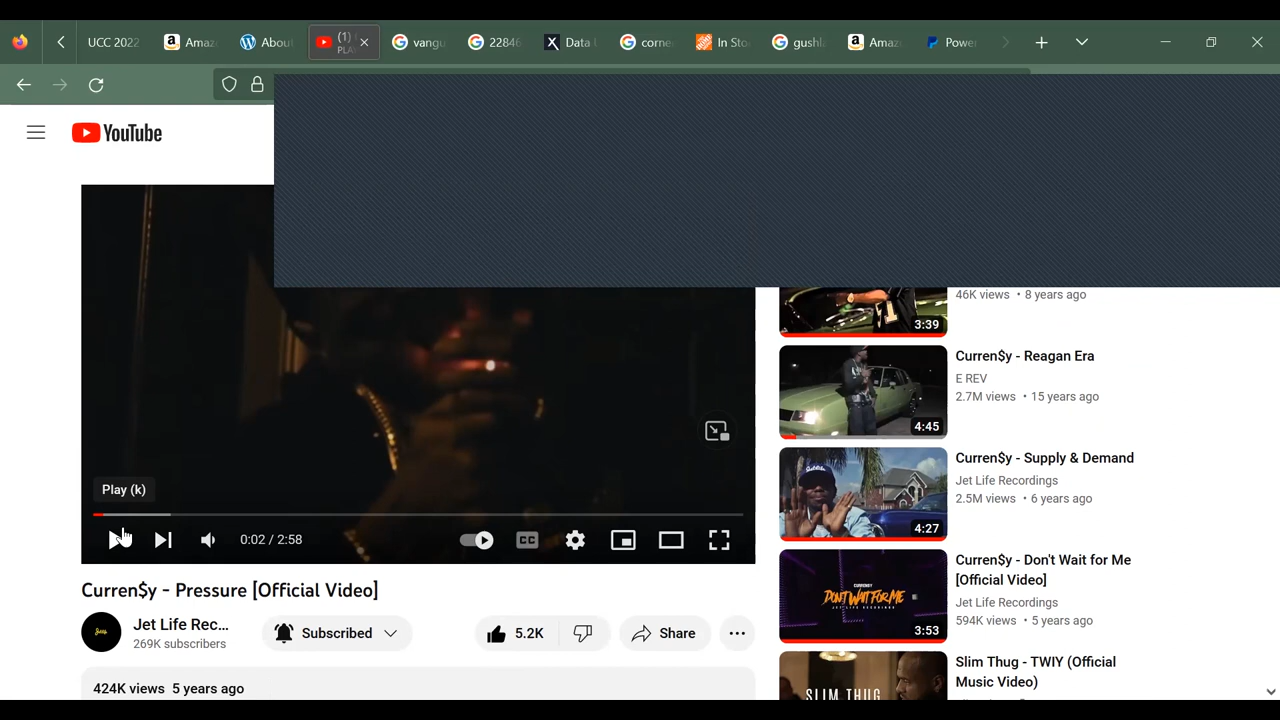 UCC 2022
Amaz
About
(1)
PLA
vangu
22846
Data
corne
In Sto
gushla
Amaz
Power
YouTube
Play (k)
0:02 / 2:58
CC
Curren$y - Pressure [Official Video]
Jet Life Rec...
269K subscribers
Subscribed
5.2K
Share
424K views 5 years ago
46K views • 8 years ago
3:39
Curren$y - Reagan Era
E REV
2.7M views • 15 years ago
4:45
Curren$y - Supply & Demand
Jet Life Recordings
2.5M views • 6 years ago
4:27
Curren$y - Don't Wait for Me
[Official Video]
Jet Life Recordings
594K views • 5 years ago
DON'T WAIT FOR ME
3:53
Slim Thug - TWIY (Official
Music Video)
SLIM THUG